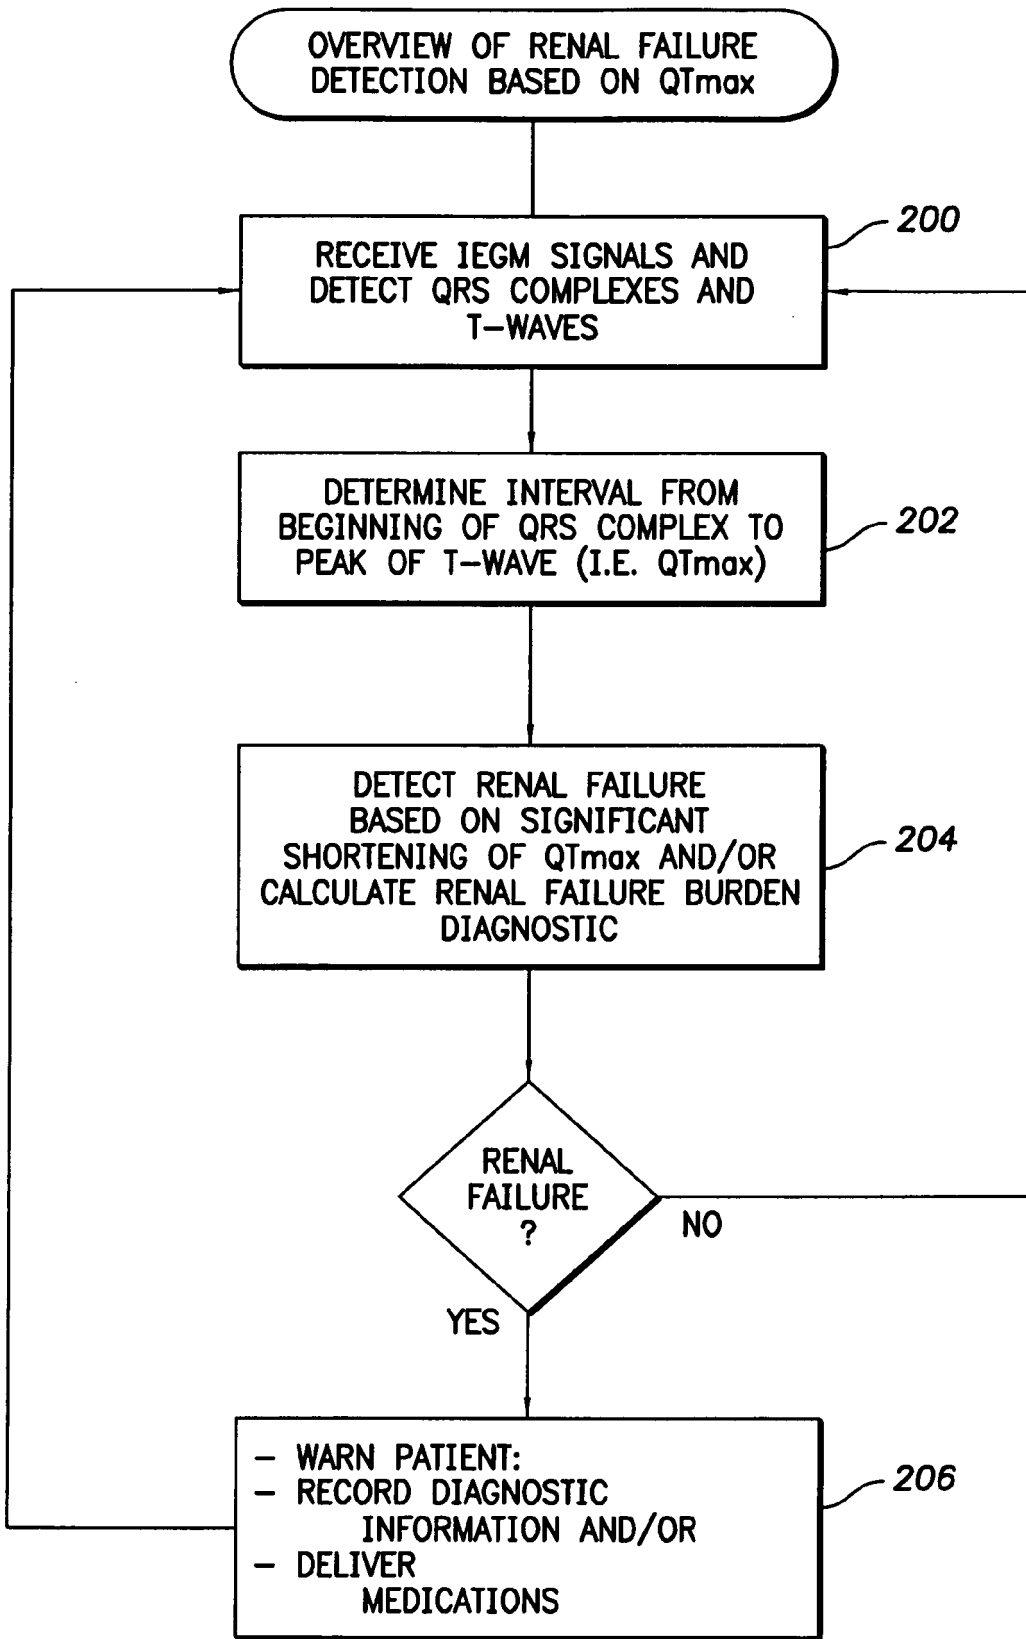 OVERVIEW OF RENAL FAILURE
DETECTION BASED ON QTmax
200
RECEIVE IEGM SIGNALS AND
DETECT QRS COMPLEXES AND
T-WAVES
DETERMINE INTERVAL FROM
BEGINNING OF QRS COMPLEX TO
PEAK OF T-WAVE (I.E. QTmax)
202
DETECT RENAL FAILURE
BASED ON SIGNIFICANT
SHORTENING OF QTmax AND/OR
CALCULATE RENAL FAILURE BURDEN
DIAGNOSTIC
204
RENAL
FAILURE
?
NO
YES
- WARN PATIENT:
- RECORD DIAGNOSTIC
INFORMATION AND/OR
- DELIVER
MEDICATIONS
206